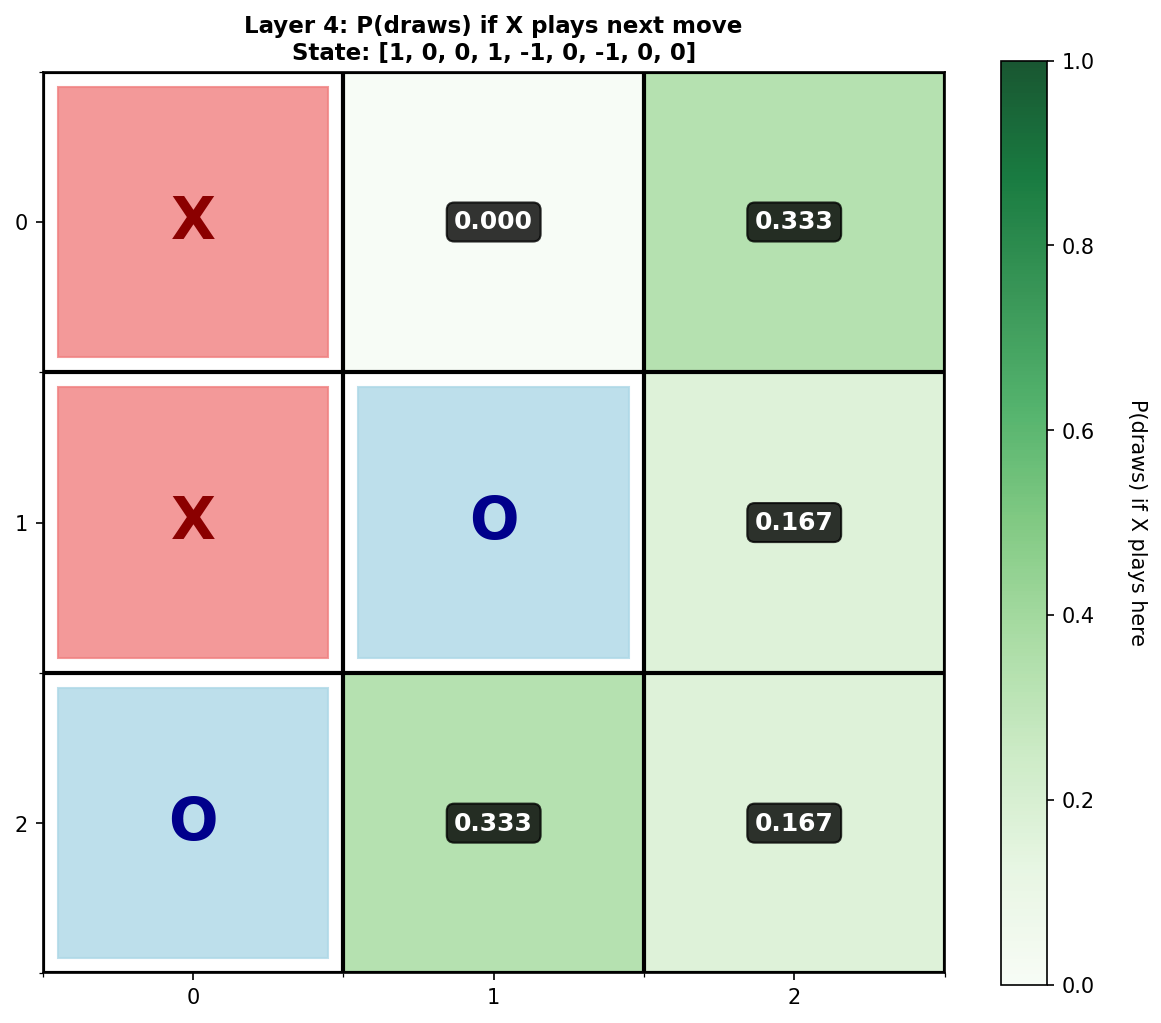 Layer 4: P(draws) if X plays next move
State: [1, 0, 0, 1, -1, 0, -1, 0, 0]
X
0.000
0.333
X
O
0.167
O
0.333
0.167
0
1
2
0
1
2
1.0
0.8
0.6
0.4
0.2
0.0
P(draws) if X plays here